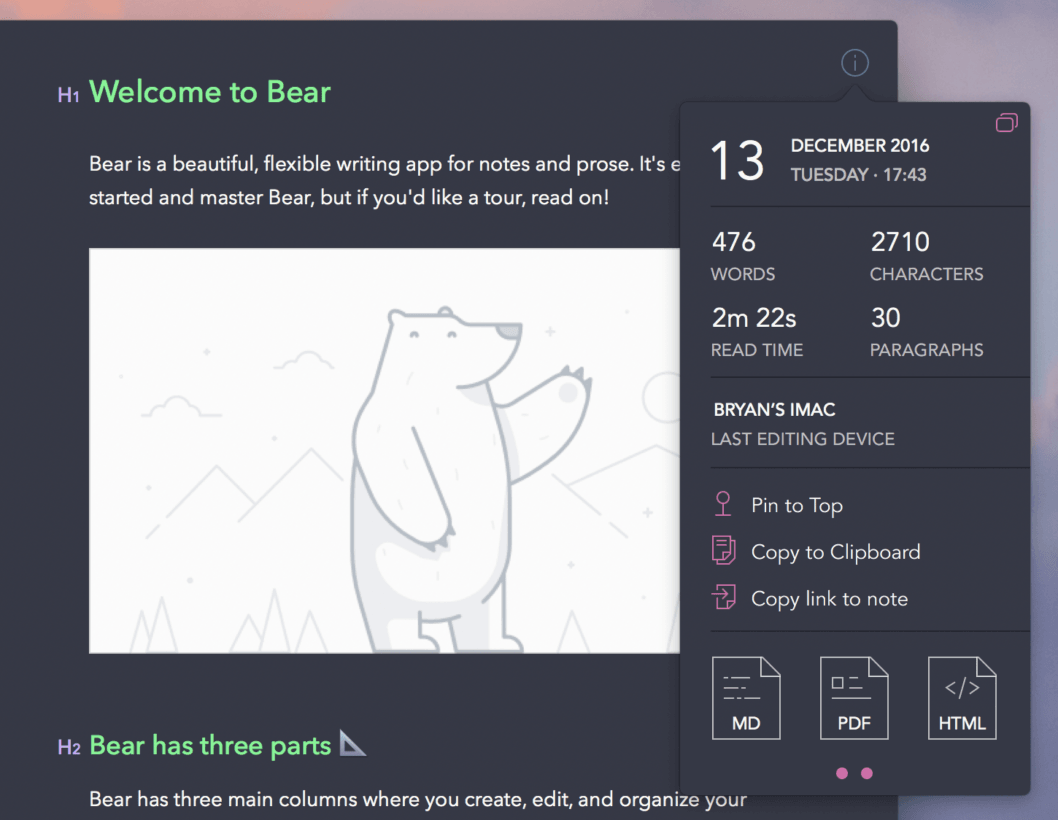 H1 Welcome to Bear
Bear is a beautiful, flexible writing app for notes and prose. It's
started and master Bear, but if you'd like a tour, read on!
H2 Bear has three parts
Bear has three main columns where you create, edit, and organize your
13
DECEMBER 2016
TUESDAY · 17:43
476
WORDS
2710
CHARACTERS
2m 22s
READ TIME
30
PARAGRAPHS
BRYAN’S IMAC
LAST EDITING DEVICE
Pin to Top
Copy to Clipboard
Copy link to note
MD
PDF
</>
HTML